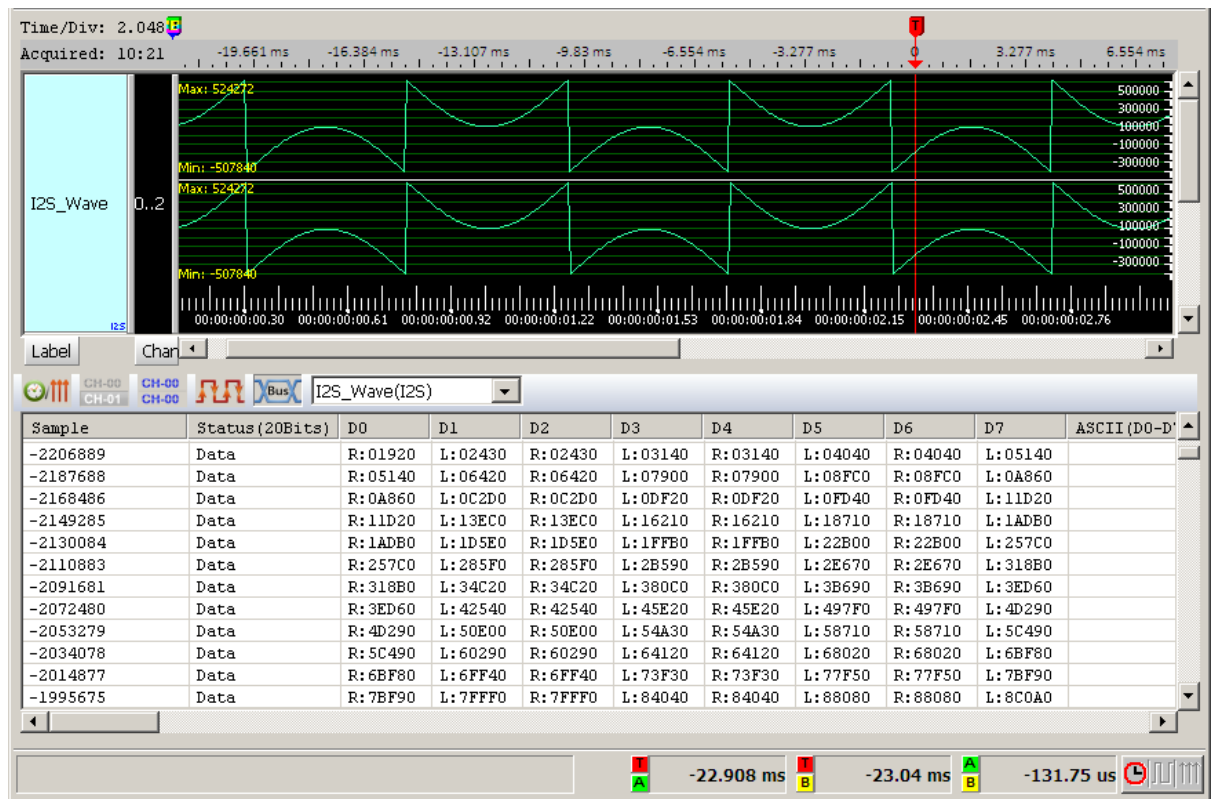 Time/Div: 2.048
B
T
Acquired: 10:21 -19.661 ms -16.384 ms -13.107 ms -9.83 ms -6.554 ms -3.277 ms 0 3.277 ms 6.554 ms
Max: 524272
500000
300000
100000
-100000
-300000
Min: -507840
I2S_Wave 0..2
Max: 524272
500000
300000
100000
-100000
-300000
Min: -507840
00:00:00:00.30 00:00:00:00.61 00:00:00:00.92 00:00:00:01.22 00:00:00:01.53 00:00:00:01.84 00:00:00:02.15 00:00:00:02.45 00:00:00:02.76
I2S
Label Chan
CH-00 CH-00
CH-01 CH-00
Bus I2S_Wave(I2S)
Sample Status(20Bits) D0 D1 D2 D3 D4 D5 D6 D7 ASCII(D0-D7
-2206889 Data R:01920 L:02430 R:02430 L:03140 R:03140 L:04040 R:04040 L:05140
-2187688 Data R:05140 L:06420 R:06420 L:07900 R:07900 L:08FC0 R:08FC0 L:0A860
-2168486 Data R:0A860 L:0C2D0 R:0C2D0 L:0DF20 R:0DF20 L:0FD40 R:0FD40 L:11D20
-2149285 Data R:11D20 L:13EC0 R:13EC0 L:16210 R:16210 L:18710 R:18710 L:1ADB0
-2130084 Data R:1ADB0 L:1D5E0 R:1D5E0 L:1FFB0 R:1FFB0 L:22B00 R:22B00 L:257C0
-2110883 Data R:257C0 L:285F0 R:285F0 L:2B590 R:2B590 L:2E670 R:2E670 L:318B0
-2091681 Data R:318B0 L:34C20 R:34C20 L:380C0 R:380C0 L:3B690 R:3B690 L:3ED60
-2072480 Data R:3ED60 L:42540 R:42540 L:45E20 R:45E20 L:497F0 R:497F0 L:4D290
-2053279 Data R:4D290 L:50E00 R:50E00 L:54A30 R:54A30 L:58710 R:58710 L:5C490
-2034078 Data R:5C490 L:60290 R:60290 L:64120 R:64120 L:68020 R:68020 L:6BF80
-2014877 Data R:6BF80 L:6FF40 R:6FF40 L:73F30 R:73F30 L:77F50 R:77F50 L:7BF90
-1995675 Data R:7BF90 L:7FFF0 R:7FFF0 L:84040 R:84040 L:88080 R:88080 L:8C0A0
T A -22.908 ms T B -23.04 ms A B -131.75 us